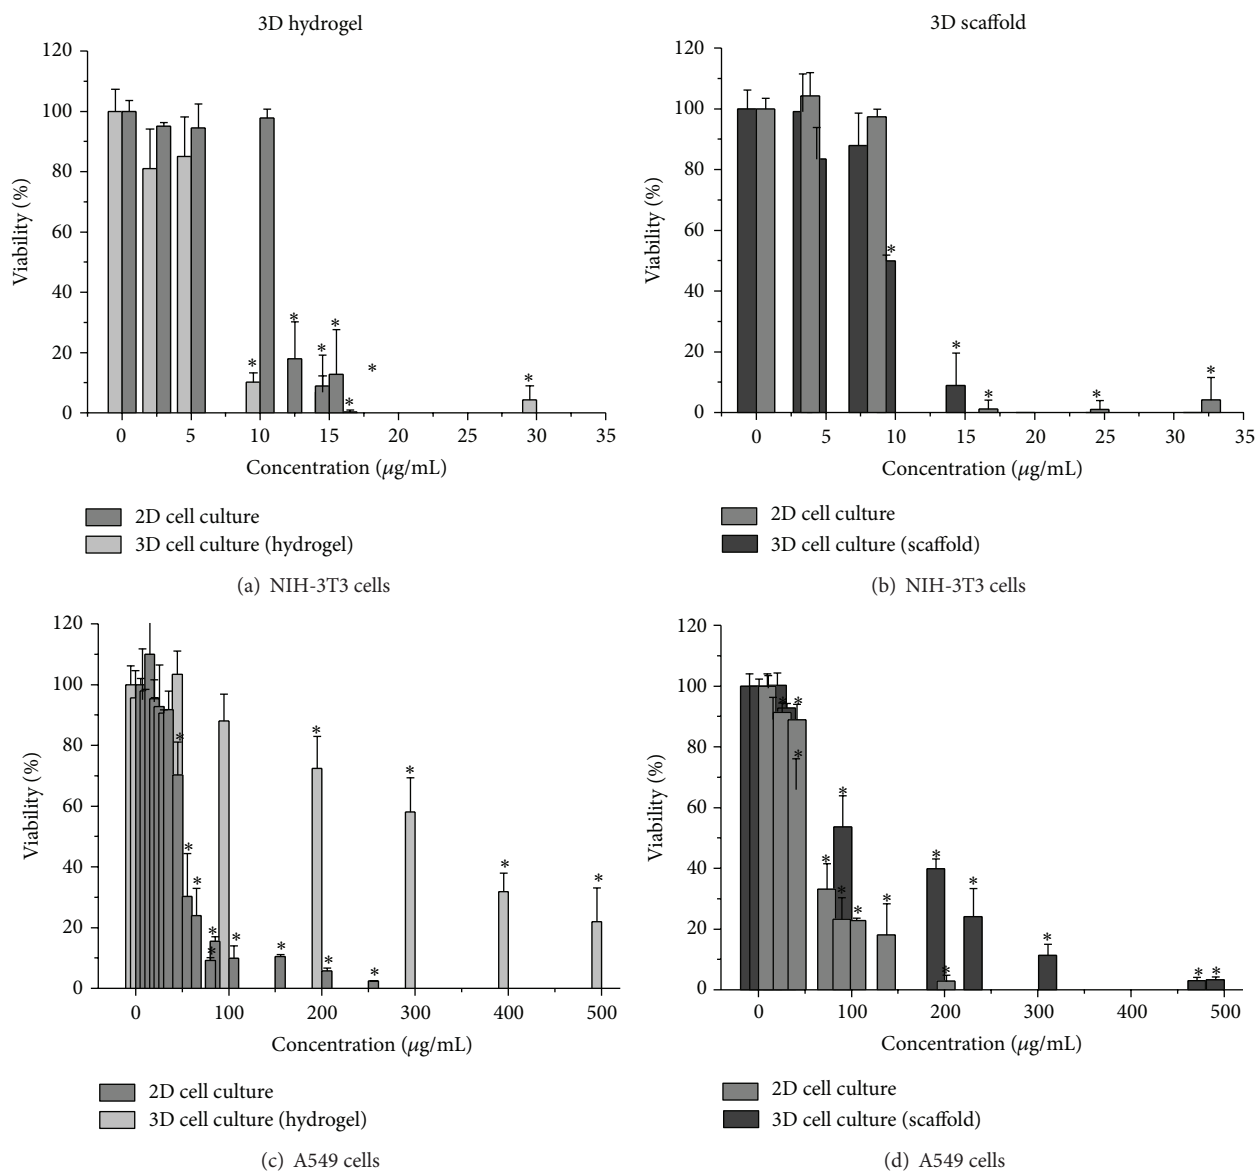 3D hydrogel
120
100
80
60
40
20
0
Viability (%)
* * * * * * *
0 5 10 15 20 25 30 35
Concentration (μg/mL)
2D cell culture
3D cell culture (hydrogel)
(a) NIH-3T3 cells
3D scaffold
120
100
80
60
40
20
0
Viability (%)
* * * * *
0 5 10 15 20 25 30 35
Concentration (μg/mL)
2D cell culture
3D cell culture (scaffold)
(b) NIH-3T3 cells
120
100
80
60
40
20
0
Viability (%)
* * * * * * * * * * * * *
0 100 200 300 400 500
Concentration (μg/mL)
2D cell culture
3D cell culture (hydrogel)
(c) A549 cells
120
100
80
60
40
20
0
Viability (%)
* * * * * * * * * * * * * *
0 100 200 300 400 500
Concentration (μg/mL)
2D cell culture
3D cell culture (scaffold)
(d) A549 cells